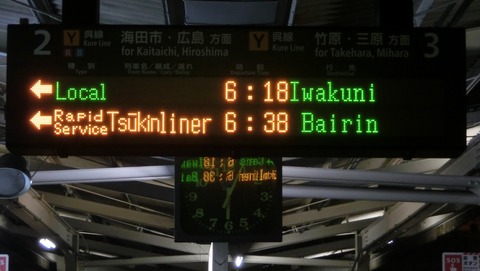 2 Y 呉線 Kure Line 海田市・広島 方面 for Kaitaichi, Hiroshima Y 呉線 Kure Line 竹原・三原 方面 for Takehara, Mihara 3
← Local 6:18 Iwakuni
← Rapid Service Tsūkinliner 6:38 Bairin
SOS